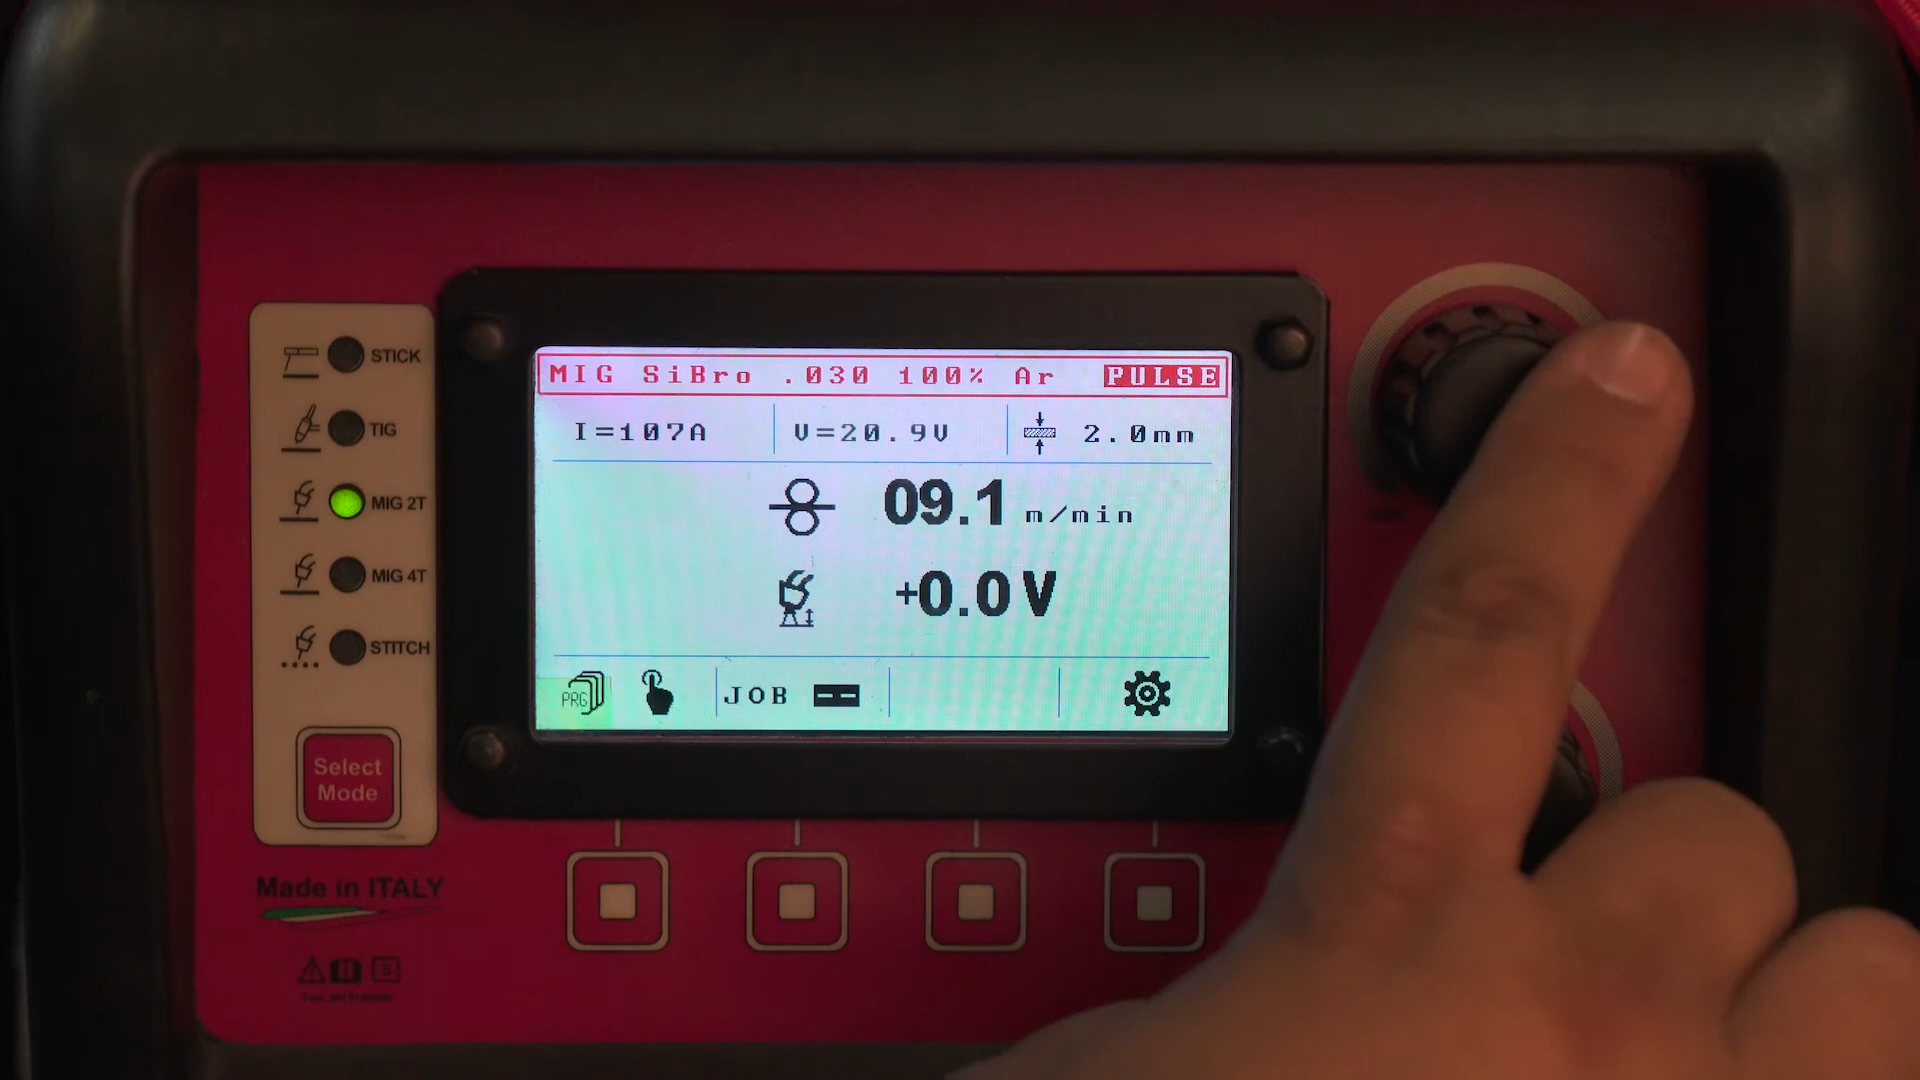 MIG SiBro .030 100% Ar PULSE
I=107A V=20.9V 2.0mm
09.1 m/min
+0.0V
PRG JOB --
STICK
TIG
MIG 2T
MIG 4T
STITCH
Select
Mode
Made in ITALY
S